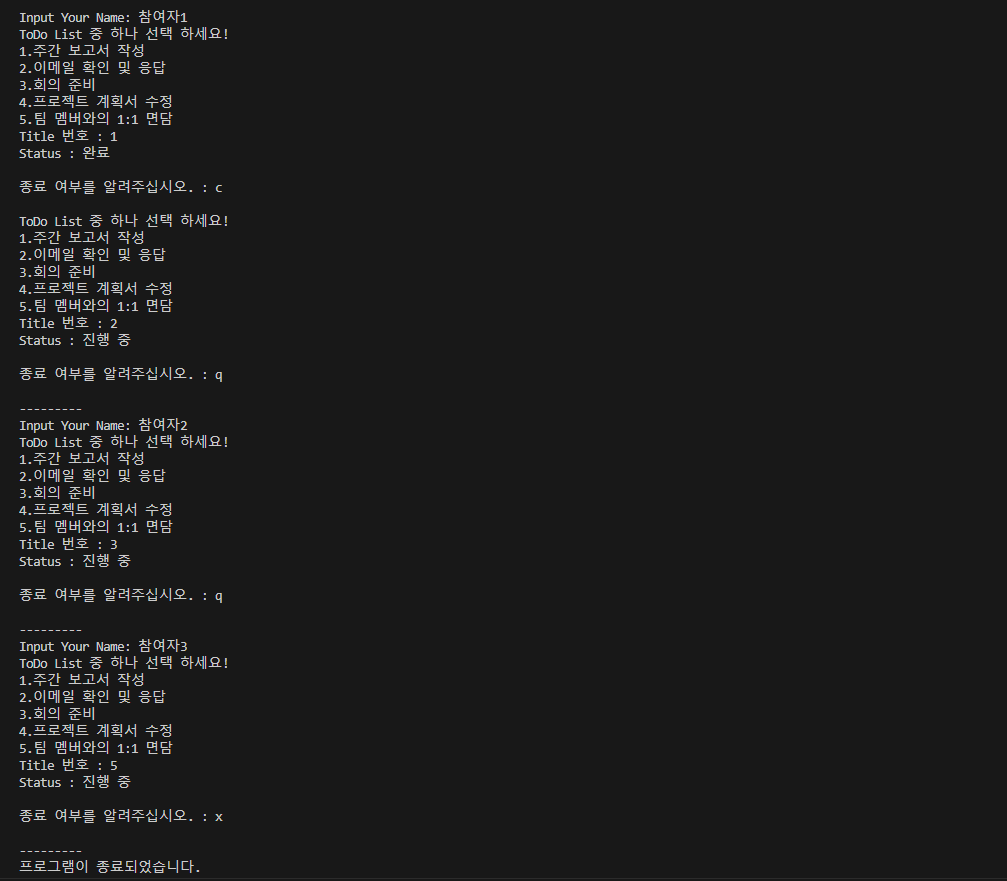 Input Your Name: 참여자1
ToDo List 중 하나 선택 하세요!
1.주간 보고서 작성
2.이메일 확인 및 응답
3.회의 준비
4.프로젝트 계획서 수정
5.팀 멤버와의 1:1 면담
Title 번호 : 1
Status : 완료
종료 여부를 알려주십시오. : c
ToDo List 중 하나 선택 하세요!
1.주간 보고서 작성
2.이메일 확인 및 응답
3.회의 준비
4.프로젝트 계획서 수정
5.팀 멤버와의 1:1 면담
Title 번호 : 2
Status : 진행 중
종료 여부를 알려주십시오. : q
---------
Input Your Name: 참여자2
ToDo List 중 하나 선택 하세요!
1.주간 보고서 작성
2.이메일 확인 및 응답
3.회의 준비
4.프로젝트 계획서 수정
5.팀 멤버와의 1:1 면담
Title 번호 : 3
Status : 진행 중
종료 여부를 알려주십시오. : q
---------
Input Your Name: 참여자3
ToDo List 중 하나 선택 하세요!
1.주간 보고서 작성
2.이메일 확인 및 응답
3.회의 준비
4.프로젝트 계획서 수정
5.팀 멤버와의 1:1 면담
Title 번호 : 5
Status : 진행 중
종료 여부를 알려주십시오. : x
---------
프로그램이 종료되었습니다.